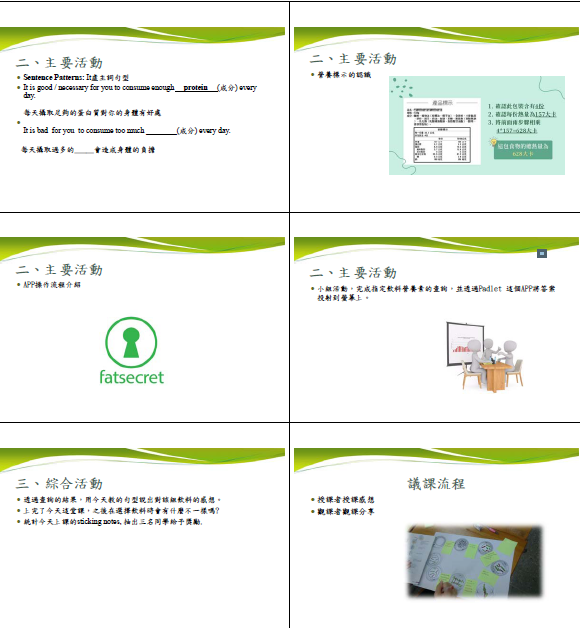 二、主要活動
Sentence Patterns: It虛主詞句型
It is good / necessary for you to consume enough__protein__(成分) every
day.
每天攝取足夠的蛋白質對你的身體有好處
It is bad for you to consume too much ______(成分) every day.
每天攝取過多的____會造成身體的負擔
二、主要活動
營養標示的認識
產品標示
1. 確認此包裝含有4份
2. 確認每份熱量為157大卡
3. 將前面兩步驟相乘
4*157=628大卡
這包食物的總熱量為
628大卡
二、主要活動
APP操作流程介紹
fatsecret
二、主要活動
小組活動，完成指定飲料營養素的查詢，並透過Padlet 這個APP將答案
投射到螢幕上。
三、綜合活動
透過查詢的結果，用今天教的句型說出對該組飲料的感想。
上完了今天這堂課，之後在選擇飲料時會有什麼不一樣嗎?
統計今天上課的sticking notes, 抽出三名同學給予獎勵.
議課流程
授課者授課感想
觀課者觀課分享